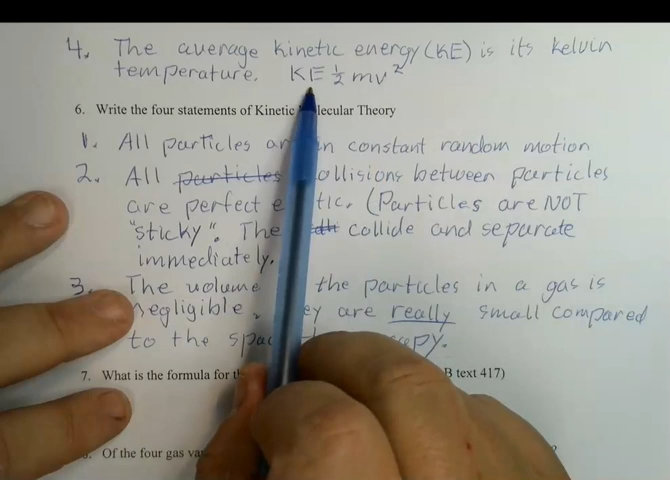 4. The average kinetic energy (KE) is its kelvin
temperature. KE ½ mv²
6. Write the four statements of Kinetic Molecular Theory
1. All particles are in constant random motion
2. All particles collisions between particles
are perfect (Particles are NOT
"sticky". The collide and separate
immediately.
3. The volume the particles in a gas is
negligible. are really small compared
to the
7. What is the formula for B text 417)
Of the four gas